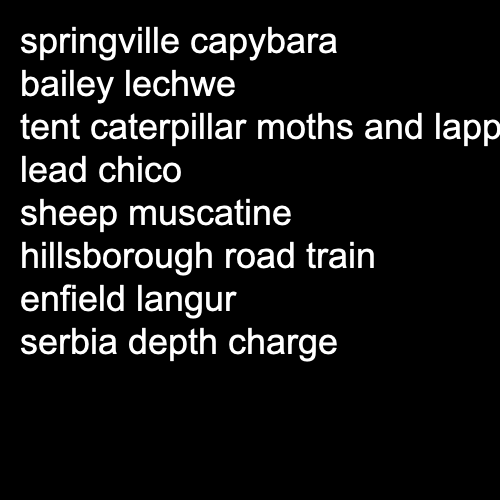 springville capybara
bailey lechwe
tent caterpillar moths and lapp
lead chico
sheep muscatine
hillsborough road train
enfield langur
serbia depth charge